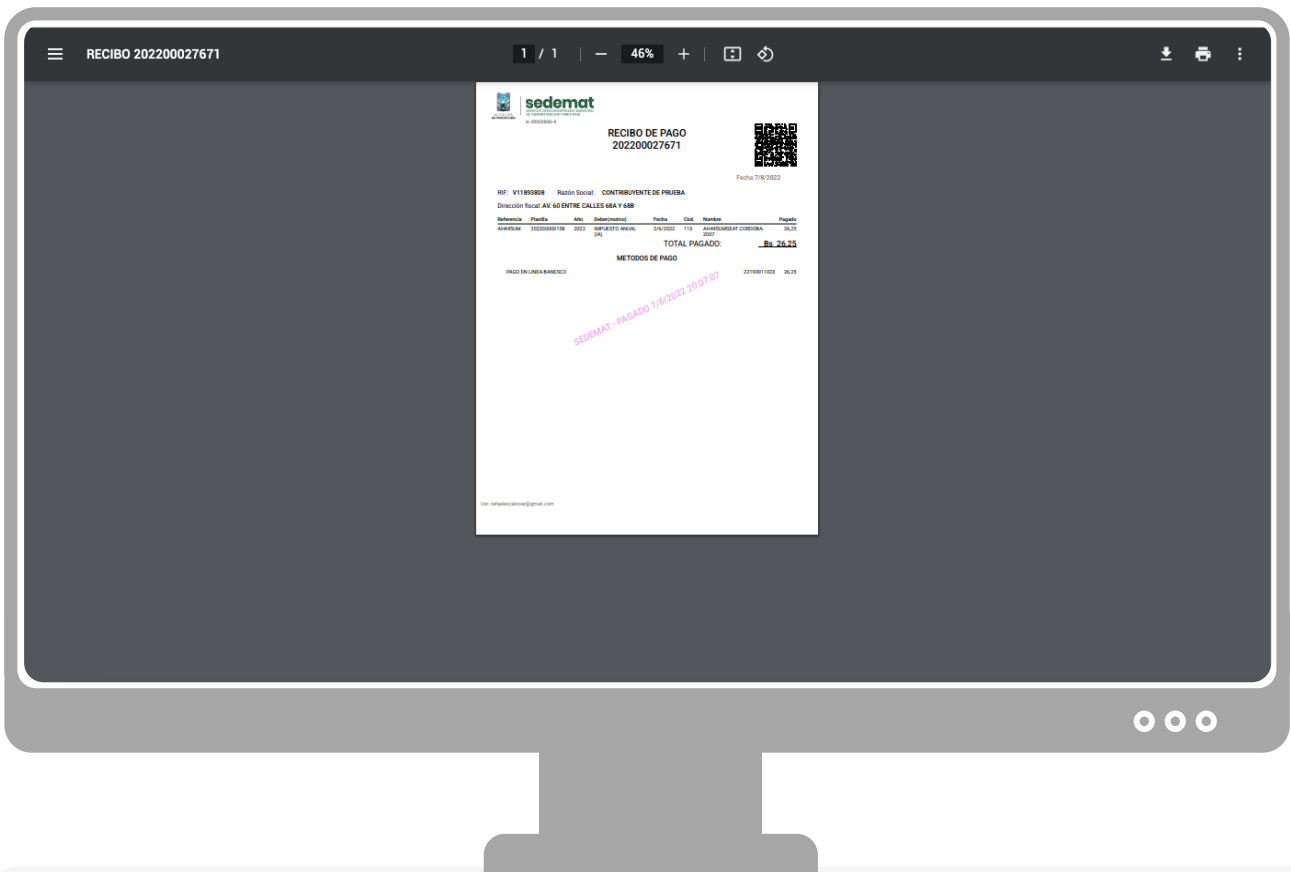 RECIBO 202200027671
1 / 1
46%
sedemat
ALCALDÍA
RECIBO DE PAGO
202200027671
Fecha:7/8/2022
RIF: V11893808 Razón Social: CONTRIBUYENTE DE PRUEBA
Dirección fiscal: AV. 60 ENTRE CALLES 68A Y 68B
Referencia Planilla Año Deber(motivo) Fecha Cód. Nombre Pagado
AH445UM 202200000158 2022 IMPUESTO ANUAL 2/6/2022 113 AH445UMSEAT CORDOBA- 26,25
(IA) 2007
TOTAL PAGADO: Bs 26,25
METODOS DE PAGO
PAGO EN LINEA BANESCO 22190011023 26,25
SEDEMAT - PAGADO 7/8/2022 20:07:07